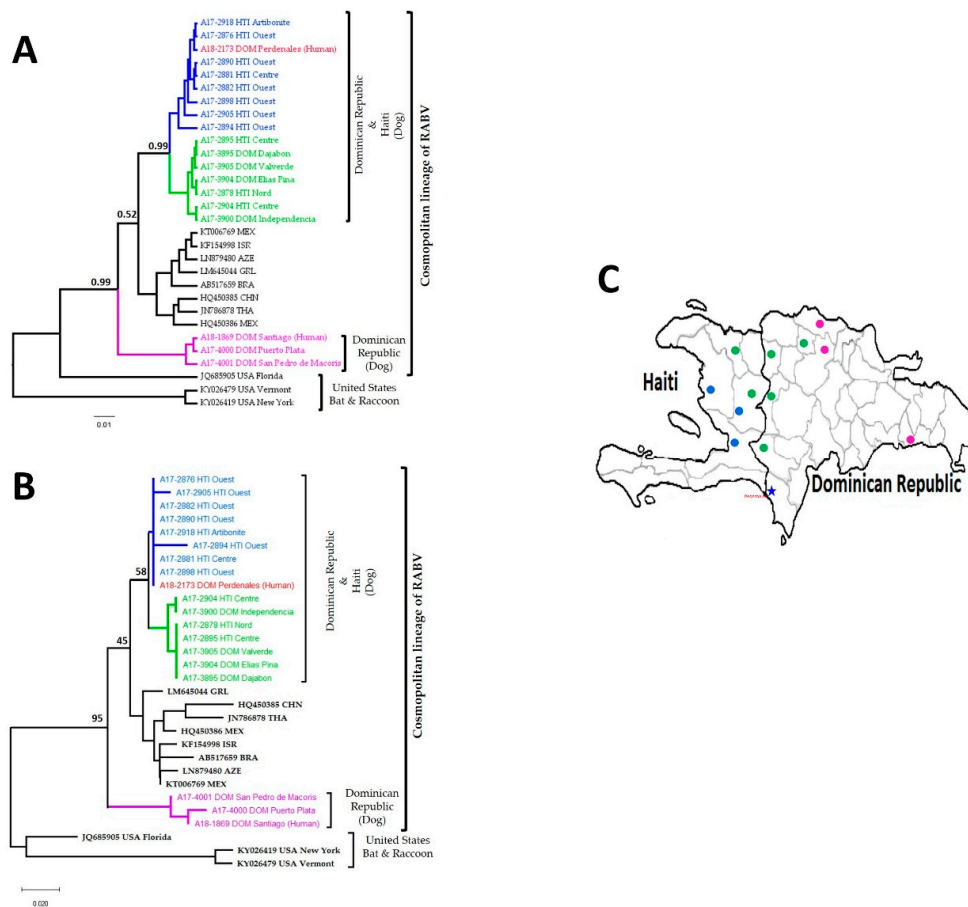 A
A17-2918 HTI Artibonite
A17-2876 HTI Ouest
A18-2173 DOM Perdenales (Human)
A17-2890 HTI Ouest
A17-2881 HTI Centre
A17-2882 HTI Ouest
A17-2898 HTI Ouest
A17-2905 HTI Ouest
A17-2894 HTI Ouest
A17-2895 HTI Centre
A17-3895 DOM Dajabon
A17-3905 DOM Valverde
A17-3904 DOM Elias Pina
A17-2878 HTI Nord
A17-2904 HTI Centre
A17-3900 DOM Independencia
KT006769 MEX
KF154998 ISR
LN879480 AZE
LM645044 GRL
AB517659 BRA
HQ450385 CHN
JN786878 THA
HQ450386 MEX
A18-1869 DOM Santiago (Human)
A17-4000 DOM Puerto Plata
A17-4001 DOM San Pedro de Macoris
JQ685905 USA Florida
KY026479 USA Vermont
KY026419 USA New York
0.99
0.52
0.99
0.01
Dominican Republic
&
Haiti
(Dog)
Cosmopolitan lineage of RABV
Dominican
Republic
(Dog)
United States
Bat & Raccoon
B
A17-2876 HTI Ouest
A17-2905 HTI Ouest
A17-2882 HTI Ouest
A17-2890 HTI Ouest
A17-2918 HTI Artibonite
A17-2894 HTI Ouest
A17-2881 HTI Centre
A17-2898 HTI Ouest
A18-2173 DOM Perdenales (Human)
A17-2904 HTI Centre
A17-3900 DOM Independencia
A17-2878 HTI Nord
A17-2895 HTI Centre
A17-3905 DOM Valverde
A17-3904 DOM Elias Pina
A17-3895 DOM Dajabon
LM645044 GRL
HQ450385 CHN
JN786878 THA
HQ450386 MEX
KF154998 ISR
AB517659 BRA
LN879480 AZE
KT006769 MEX
A17-4001 DOM San Pedro de Macoris
A17-4000 DOM Puerto Plata
A18-1869 DOM Santiago (Human)
JQ685905 USA Florida
KY026419 USA New York
KY026479 USA Vermont
58
45
95
0.020
Dominican Republic
&
Haiti
(Dog)
Cosmopolitan lineage of RABV
Dominican
Republic
(Dog)
United States
Bat & Raccoon
C
Haiti
Dominican Republic